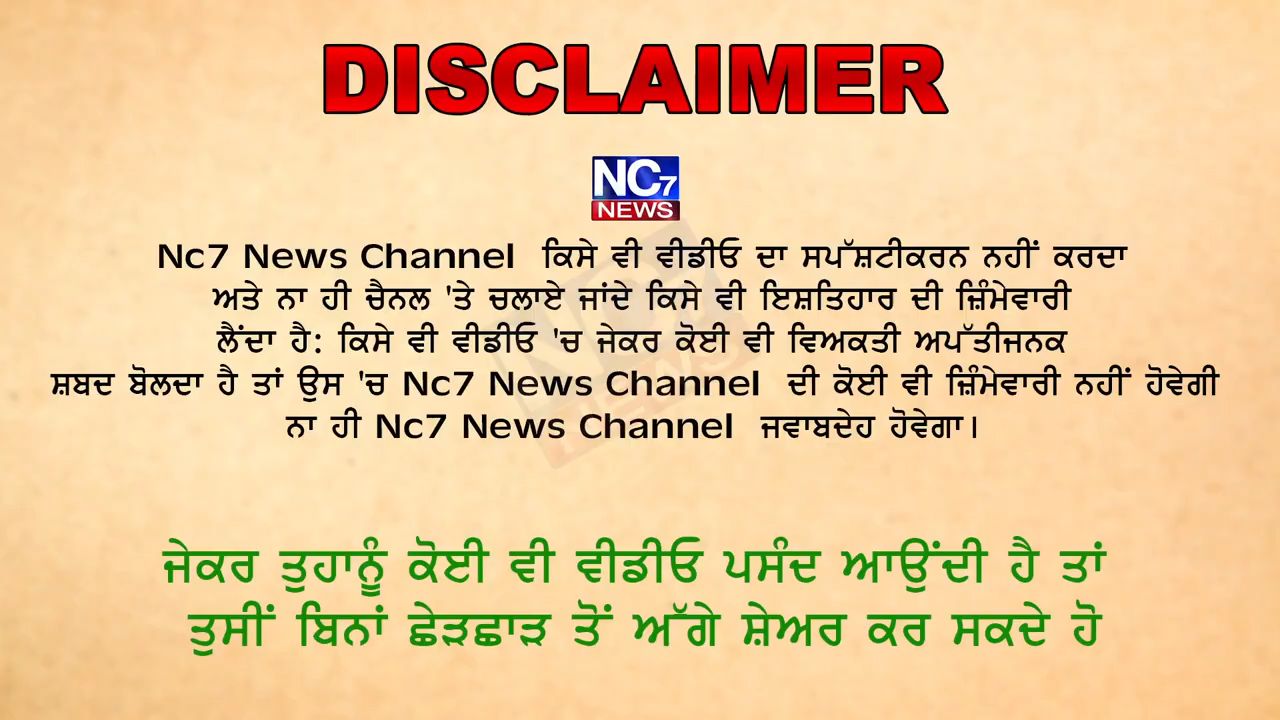 DISCLAIMER
NC7
NEWS
Nc7 News Channel ਕਿਸੇ ਵੀ ਵੀਡੀਓ ਦਾ ਸਪੱਸ਼ਟੀਕਰਨ ਨਹੀਂ ਕਰਦਾ
ਅਤੇ ਨਾ ਹੀ ਚੈਨਲ 'ਤੇ ਚਲਾਏ ਜਾਂਦੇ ਕਿਸੇ ਵੀ ਇਸ਼ਤਿਹਾਰ ਦੀ ਜ਼ਿੰਮੇਵਾਰੀ
ਲੈਂਦਾ ਹੈ: ਕਿਸੇ ਵੀ ਵੀਡੀਓ 'ਚ ਜੇਕਰ ਕੋਈ ਵੀ ਵਿਅਕਤੀ ਅਪੱਤੀਜਨਕ
ਸ਼ਬਦ ਬੋਲਦਾ ਹੈ ਤਾਂ ਉਸ 'ਚ Nc7 News Channel ਦੀ ਕੋਈ ਵੀ ਜ਼ਿੰਮੇਵਾਰੀ ਨਹੀਂ ਹੋਵੇਗੀ
ਨਾ ਹੀ Nc7 News Channel ਜਵਾਬਦੇਹ ਹੋਵੇਗਾ।
ਜੇਕਰ ਤੁਹਾਨੂੰ ਕੋਈ ਵੀ ਵੀਡੀਓ ਪਸੰਦ ਆਉਂਦੀ ਹੈ ਤਾਂ
ਤੁਸੀਂ ਬਿਨਾਂ ਛੇੜਛਾੜ ਤੋਂ ਅੱਗੇ ਸ਼ੇਅਰ ਕਰ ਸਕਦੇ ਹੋ